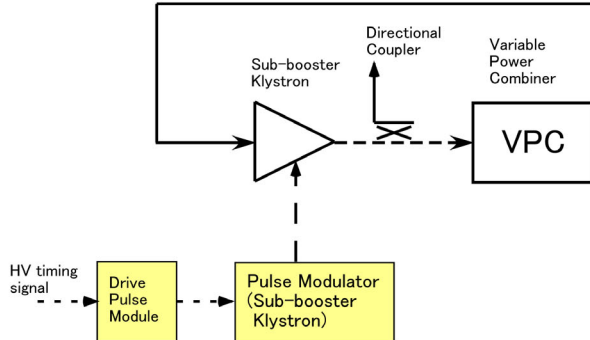 Directional
Coupler
Variable
Power
Combiner
Sub-booster
Klystron
VPC
HV timing
signal
Drive
Pulse
Module
Pulse Modulator
(Sub-booster
Klystron)